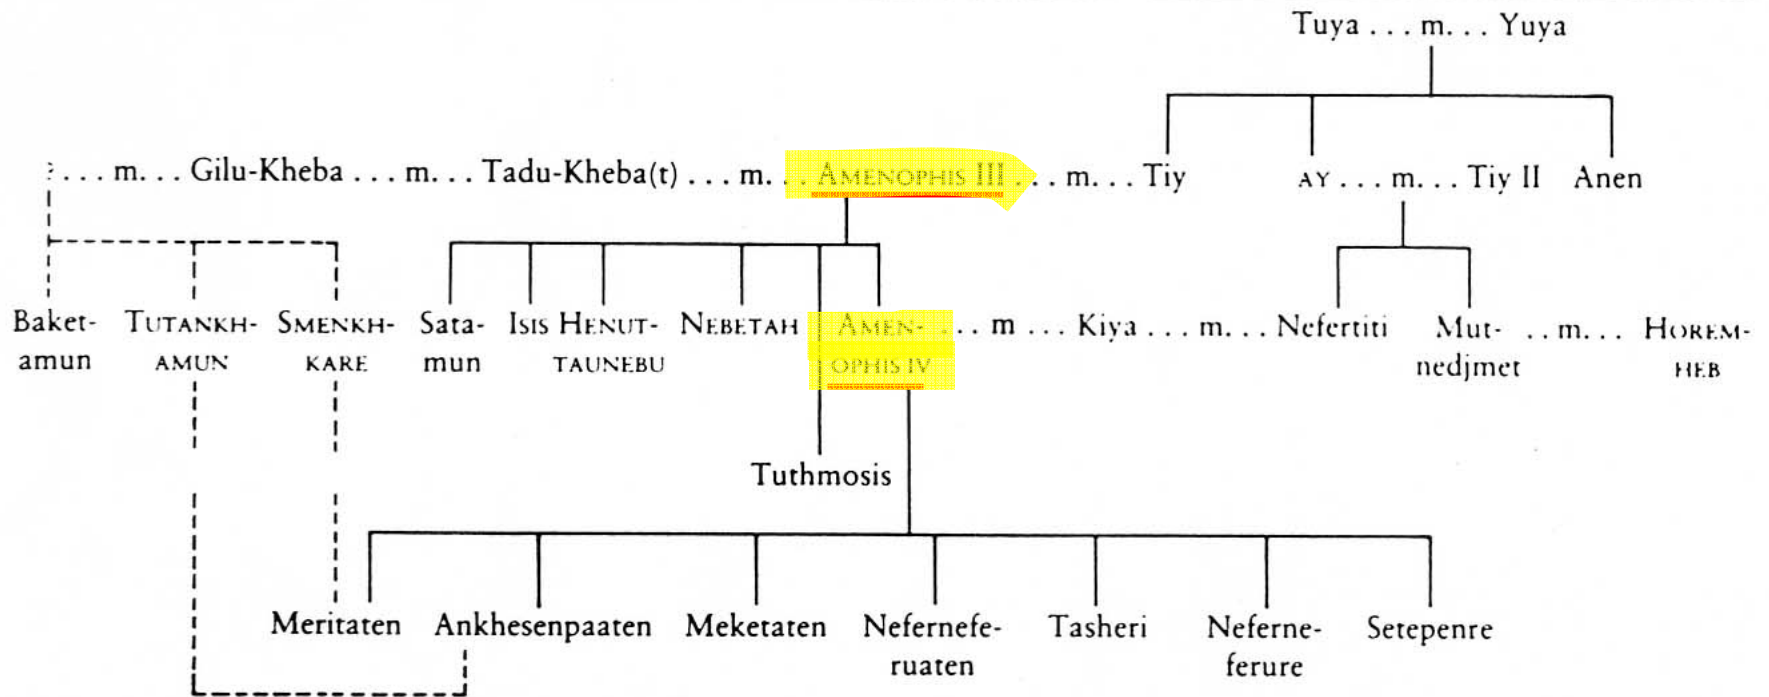 Tuya . . . m. . . Yuya
? . . . m. . . Gilu-Kheba . . . m. . . Tadu-Kheba(t) . . . m. . . AMENOPHIS III . . . m. . . Tiy AY . . . m. . . Tiy II Anen
Baket- TUTANKH- SMENKH- Sata- ISIS HENUT- NEBETAH AMEN- . . . m . . . Kiya . . . m. . . Nefertiti Mut- . . m. . . HOREM-
amun AMUN KARE mun TAUNEBU OPHIS IV nedjmet HEB
Tuthmosis
Meritaten Ankhesenpaaten Meketaten Nefernefe- Tasheri Neferne- Setepenre
ruaten ferure